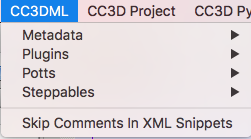 CC3DML CC3D Project CC3D Py
Metadata
Plugins
Potts
Steppables
Skip Comments In XML Snippets